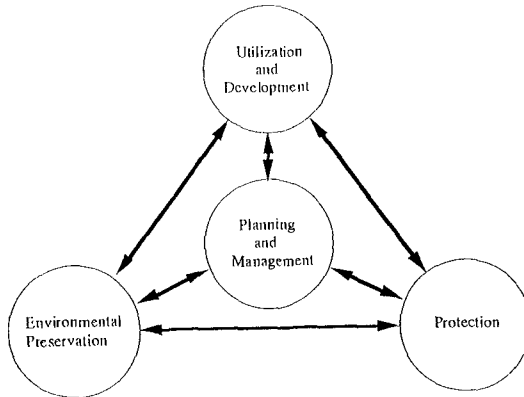 Utilization
and
Development
Planning
and
Management
Environmental
Preservation
Protection